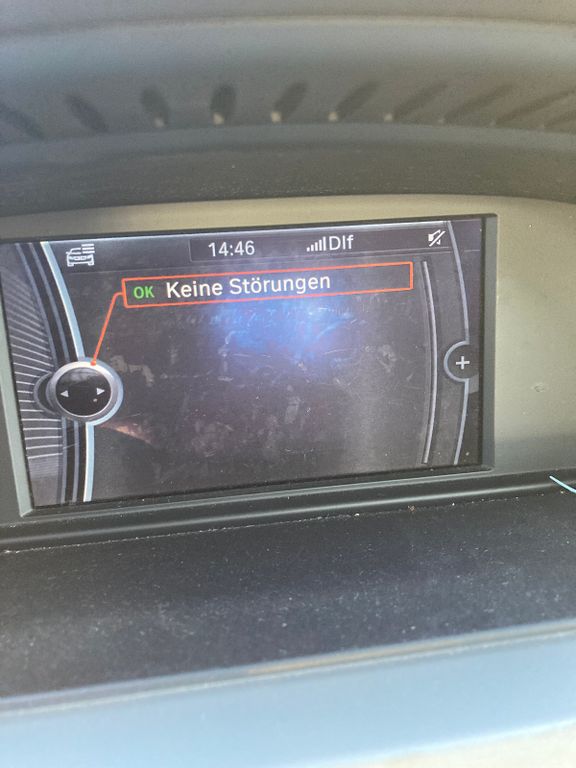 14:46 Dlf
OK Keine Störungen
+